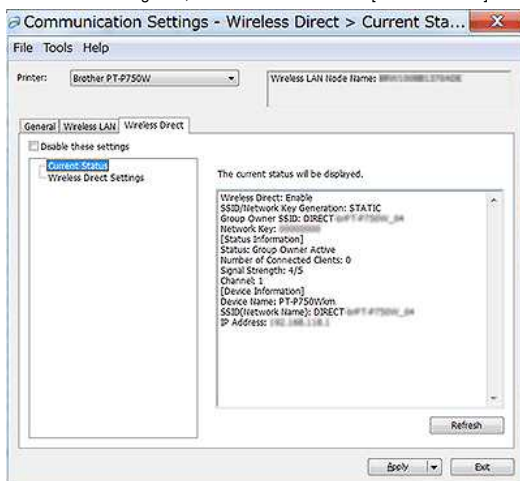 Communication Settings - Wireless Direct > Current Sta...
File Tools Help
Printer: Brother PT-P750W Wireless LAN Node Name:
General Wireless LAN Wireless Direct
Disable these settings
Current Status
Wireless Direct Settings
The current status will be displayed.
Wireless Direct: Enable
SSID/Network Key Generation: STATIC
Group Owner SSID: DIRECT
Network Key:
[Status Information]
Status: Group Owner Active
Number of Connected Clients: 0
Signal Strength: 4/5
Channel: 1
[Device Information]
Device Name: PT-P750Wkm
SSID(Network Name): DIRECT
IP Address:
Refresh
Apply Exit